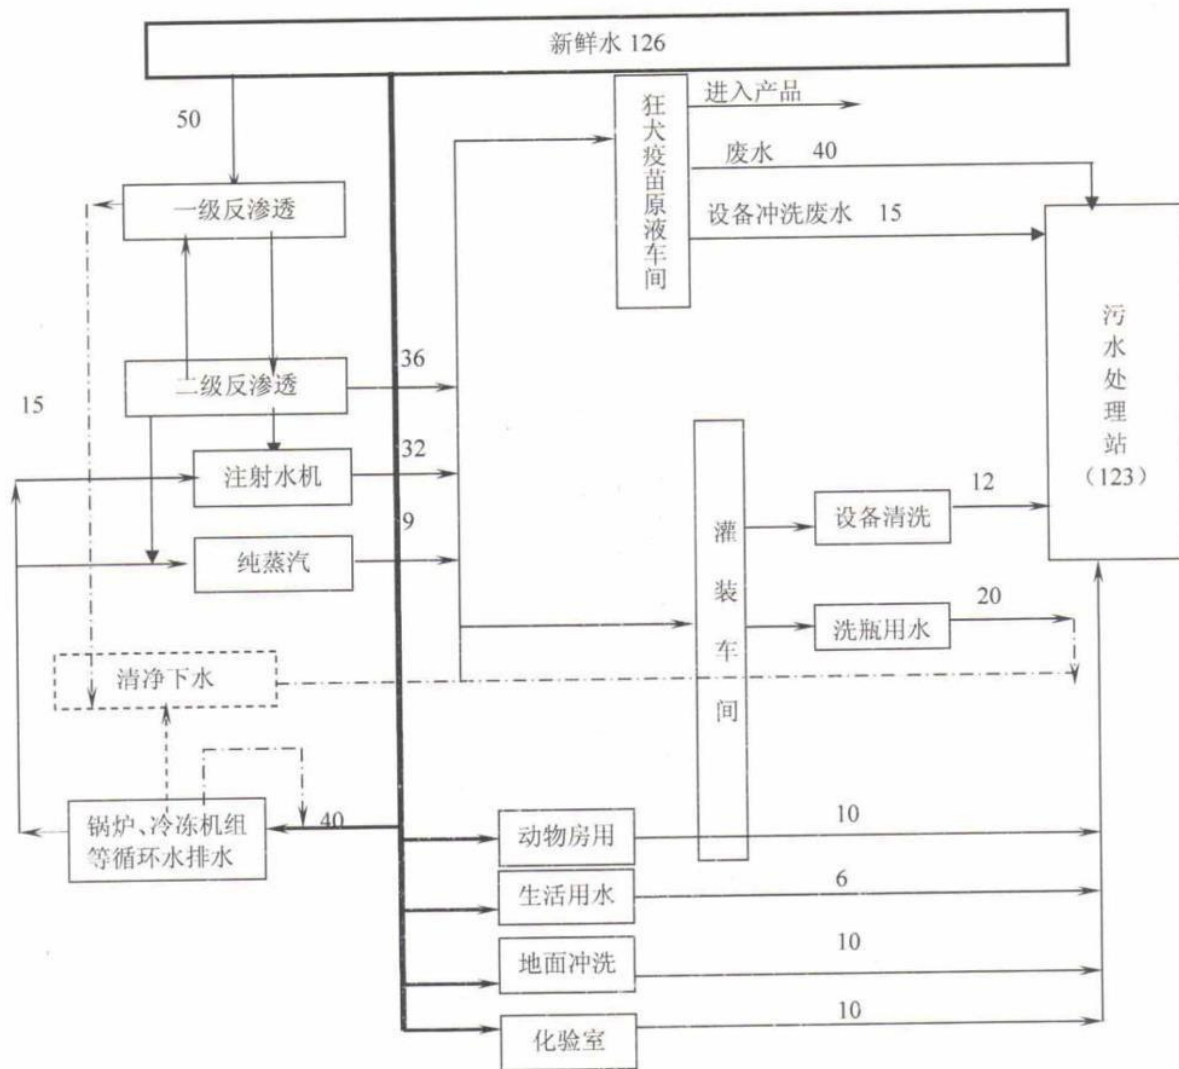 新鲜水 126
50
一级反渗透
15
二级反渗透
36
注射水机
32
纯蒸汽
9
清净下水
锅炉、冷冻机组
等循环水排水
40
狂犬疫苗原液车间
进入产品
废水 40
设备冲洗废水 15
灌装车间
设备清洗
12
洗瓶用水
20
污水处理站
（123）
动物房用
10
生活用水
6
地面冲洗
10
化验室
10